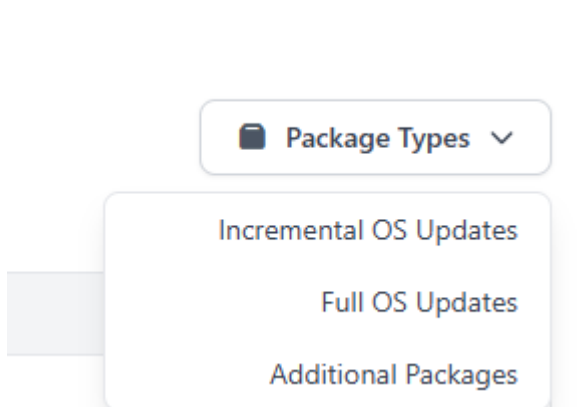 Package Types
Incremental OS Updates
Full OS Updates
Additional Packages